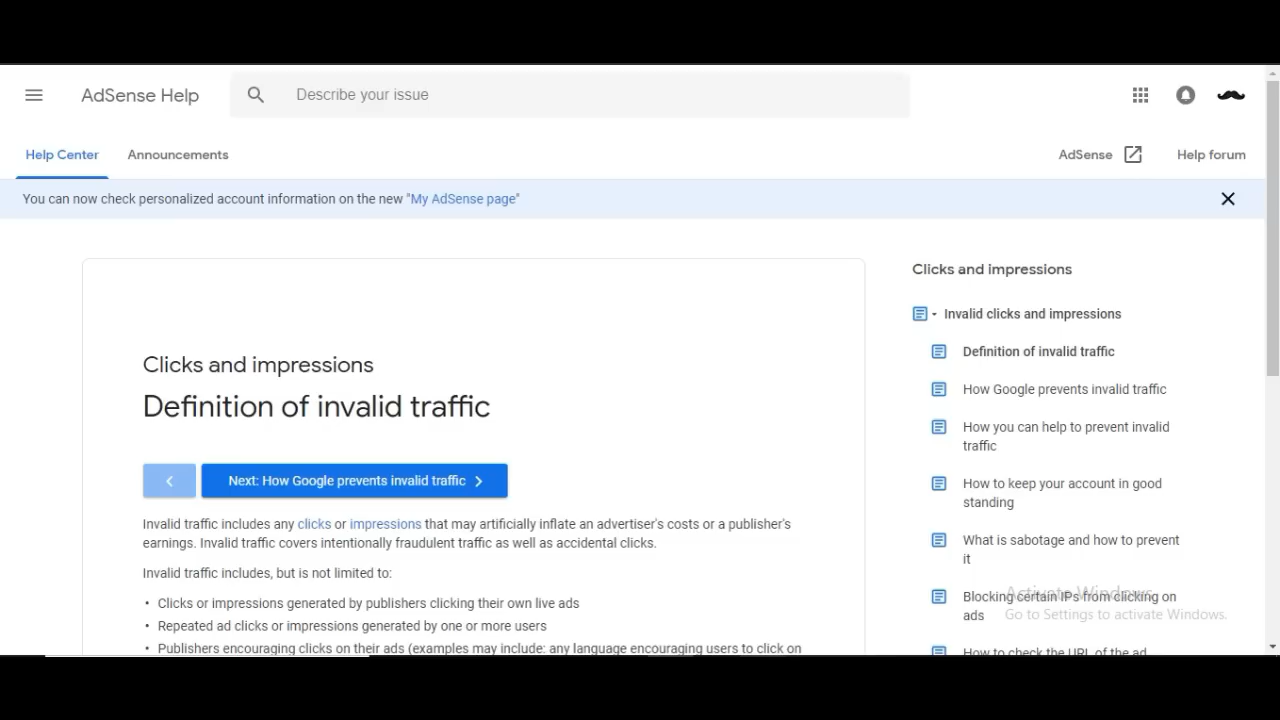 AdSense Help
Describe your issue
Help Center
Announcements
AdSense
Help forum
You can now check personalized account information on the new "My AdSense page"
Clicks and impressions
Definition of invalid traffic
Next: How Google prevents invalid traffic
Invalid traffic includes any clicks or impressions that may artificially inflate an advertiser's costs or a publisher's
earnings. Invalid traffic covers intentionally fraudulent traffic as well as accidental clicks.
Invalid traffic includes, but is not limited to:
• Clicks or impressions generated by publishers clicking their own live ads
• Repeated ad clicks or impressions generated by one or more users
• Publishers encouraging clicks on their ads (examples may include: any language encouraging users to click on
Clicks and impressions
Invalid clicks and impressions
Definition of invalid traffic
How Google prevents invalid traffic
How you can help to prevent invalid
traffic
How to keep your account in good
standing
What is sabotage and how to prevent
it
Blocking certain IPs from clicking on
ads
How to check the URL of the ad
Activate Windows
Go to Settings to activate Windows.